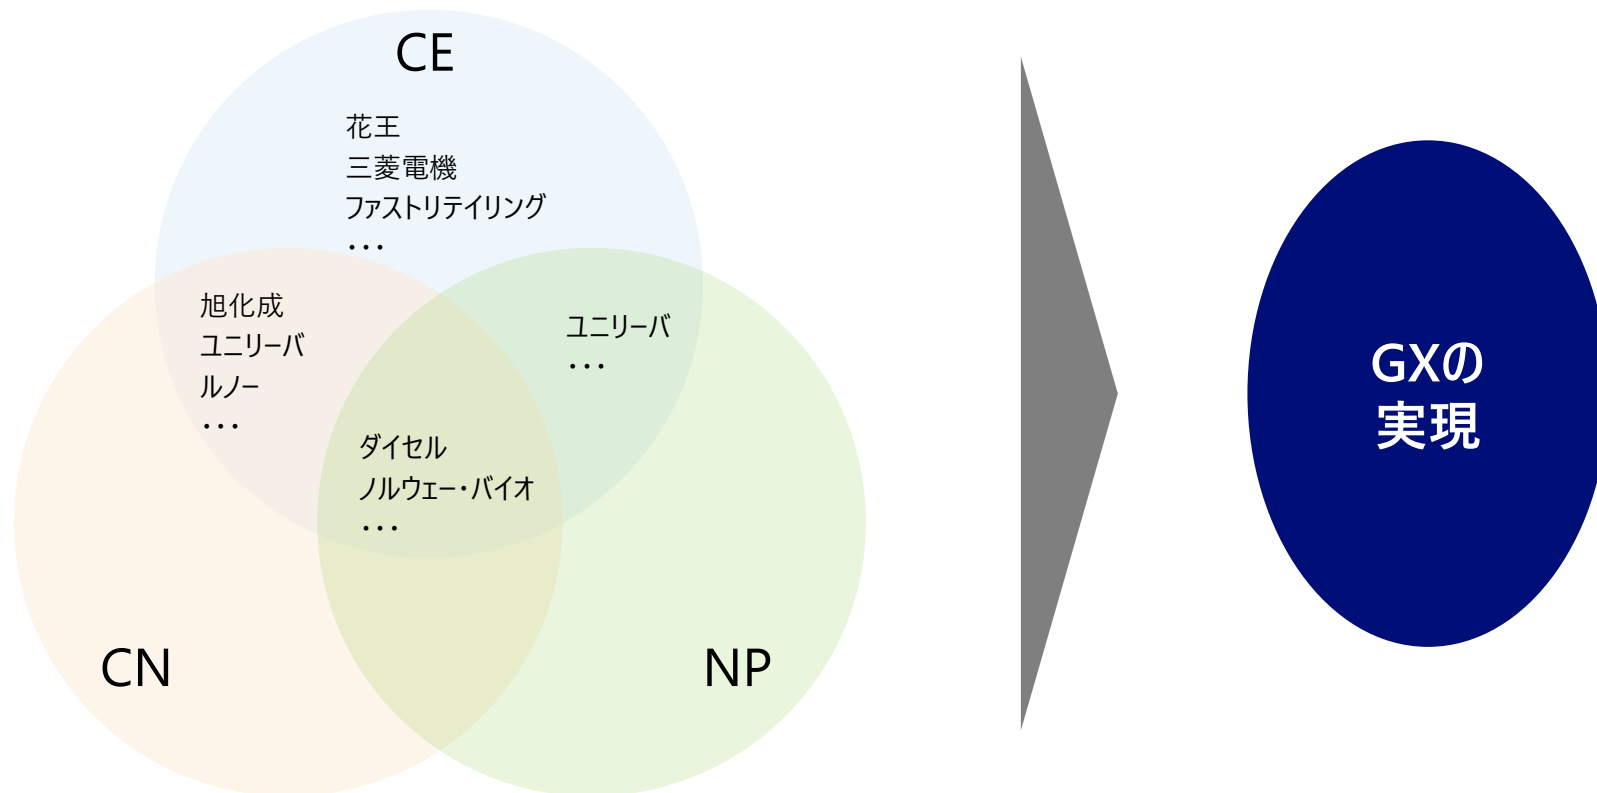 CE
花王
三菱電機
ファストリテイリング
・・・
旭化成
ユニリーバ
ルノー
・・・
ユニリーバ
・・・
ダイセル
ノルウェー・バイオ
・・・
CN
NP
GXの
実現